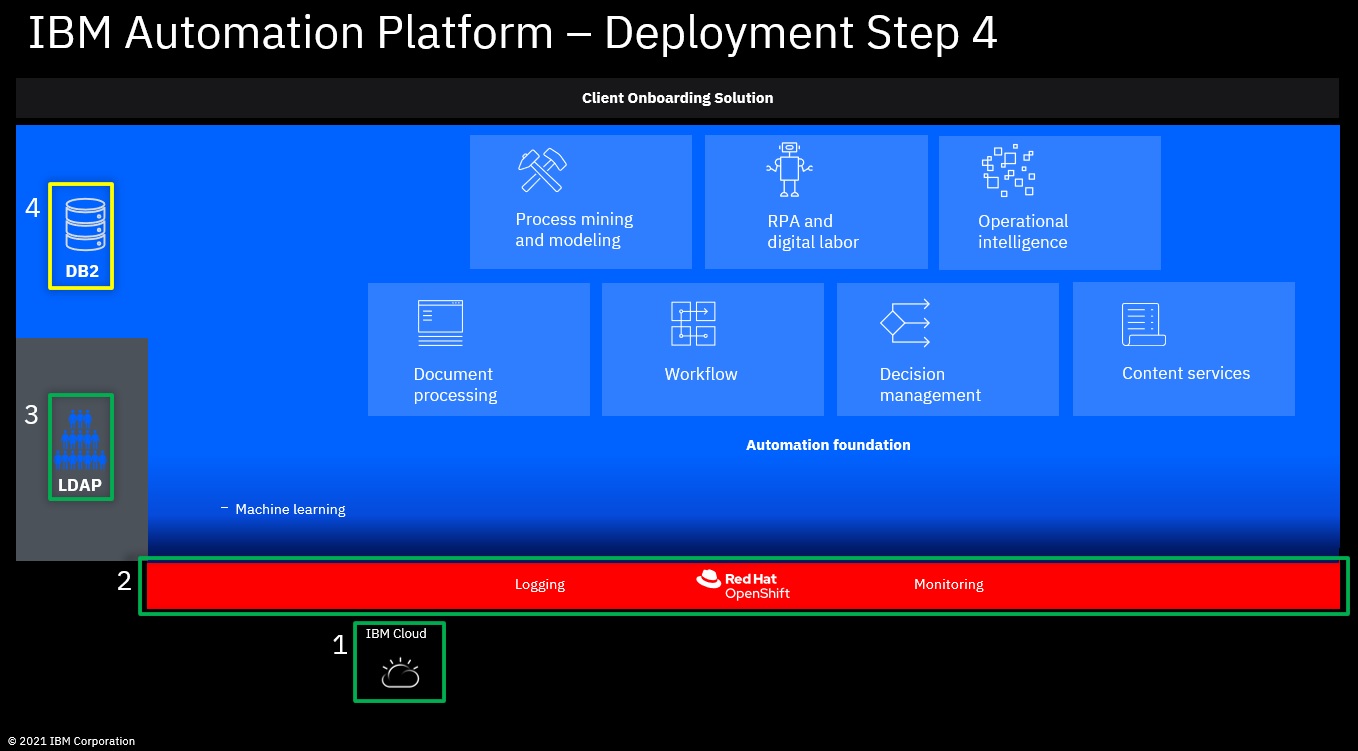 IBM Automation Platform – Deployment Step 4
Client Onboarding Solution
4
DB2
Process mining
and modeling
RPA and
digital labor
Operational
intelligence
Document
processing
Workflow
Decision
management
Content services
3
LDAP
Automation foundation
– Machine learning
2
Logging
Red Hat
OpenShift
Monitoring
1
IBM Cloud
© 2021 IBM Corporation